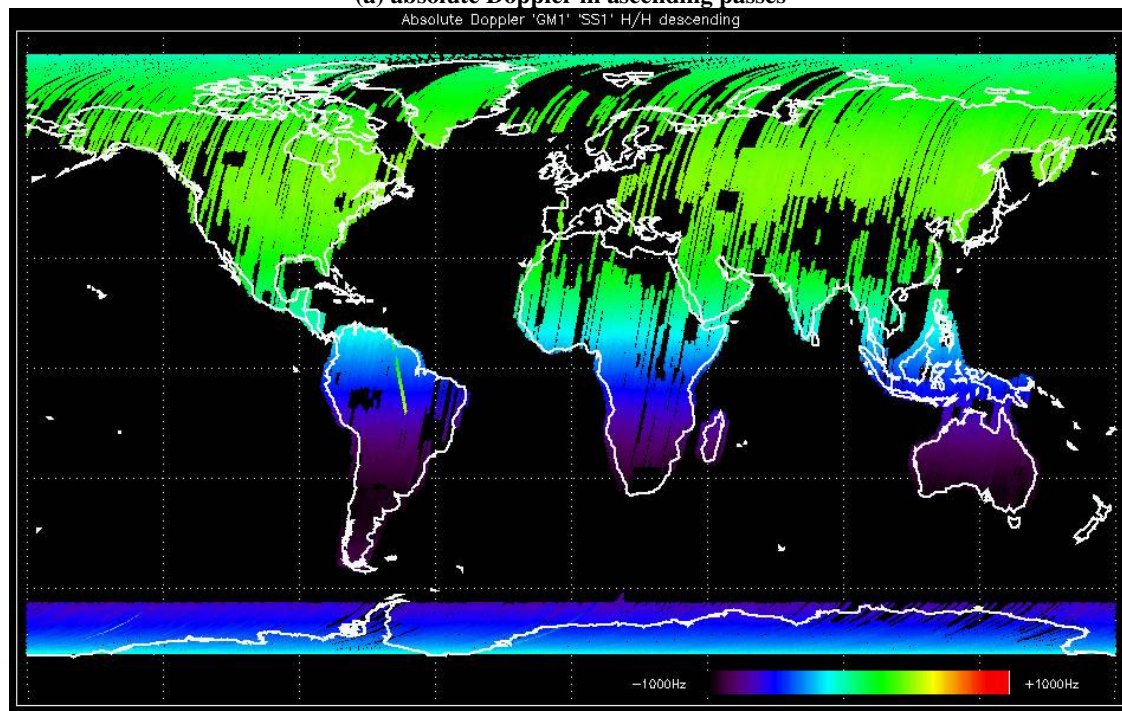 (a) absolute Doppler in ascending passes
Absolute Doppler 'GM1' 'SS1' H/H descending
-1000Hz
+1000Hz